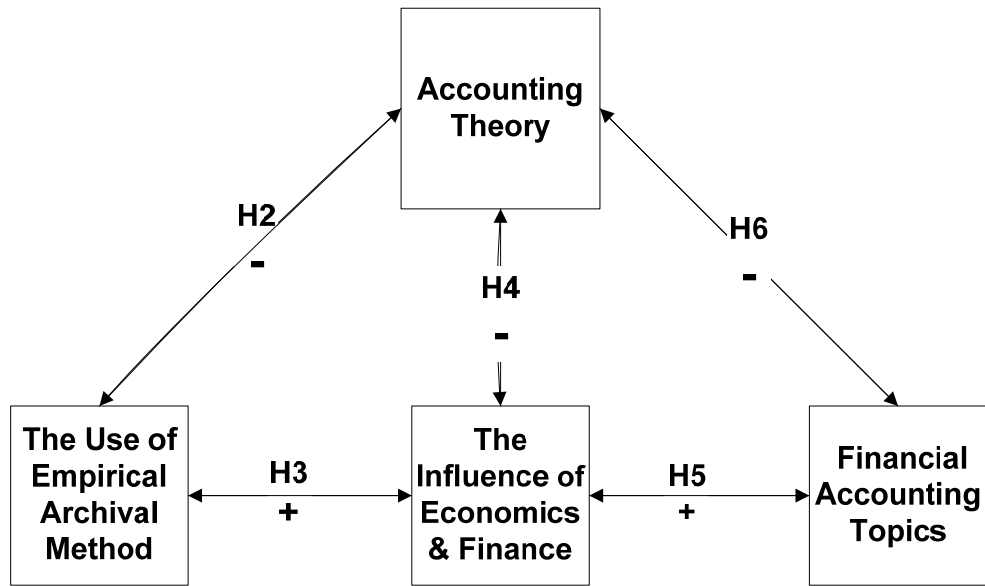 Accounting
Theory
H2
-
H4
-
H6
-
The Use of
Empirical
Archival
Method
H3
+
The
Influence of
Economics
& Finance
H5
+
Financial
Accounting
Topics